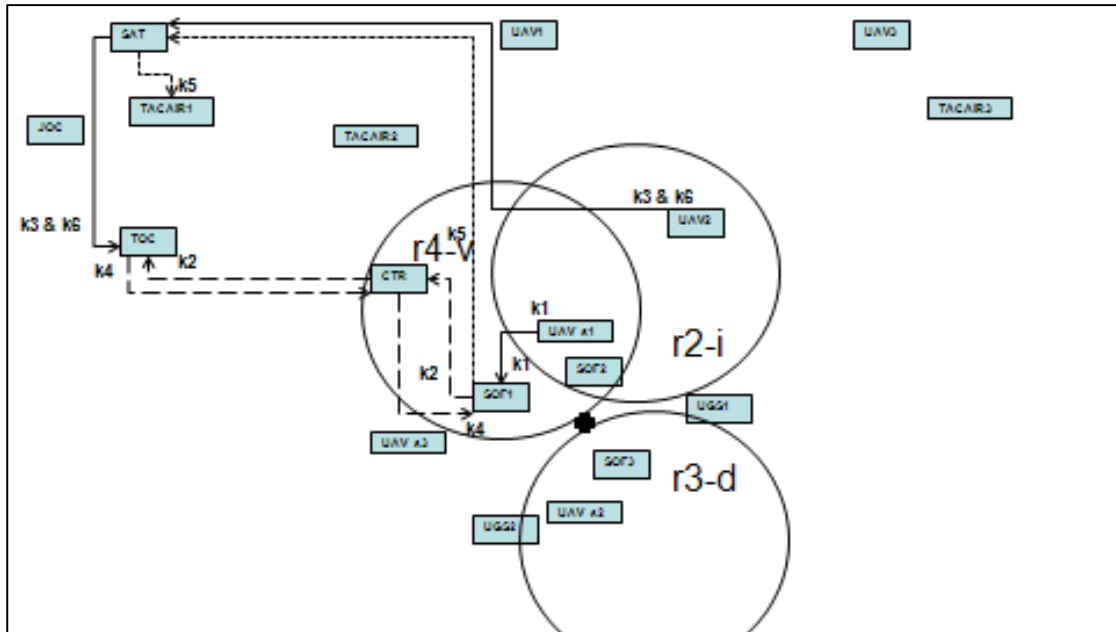 SAT
UAV1
UAV3
k5
TACAIR1
TACAIR3
JOC
TACAIR2
k3 & k6
UAV2
k3 & k6
TOC
k5
r4-v
k4
k2
CTR
k1
UAV a1
r2-i
k1
SOF2
k2
SOF1
UGS1
k4
UAV a3
SOF3
r3-d
UAV a2
UGS2